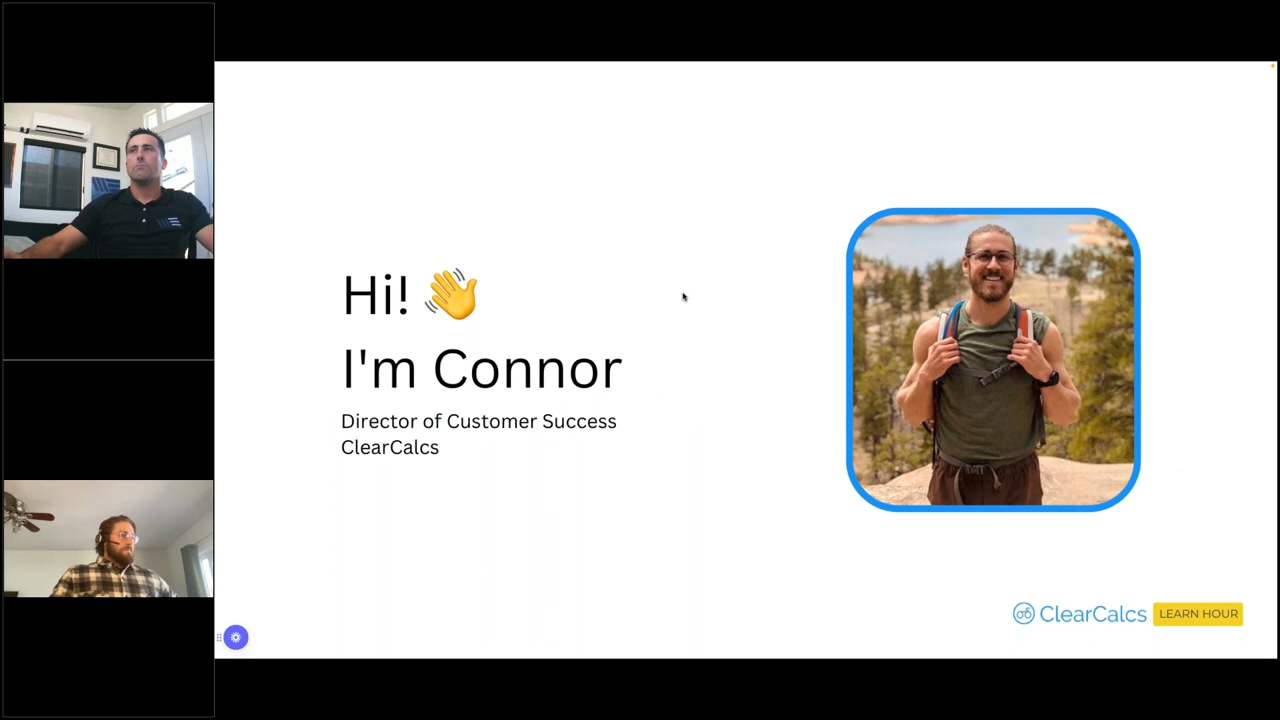 Hi! 👋
I'm Connor
Director of Customer Success
ClearCalcs
ClearCalcs LEARN HOUR